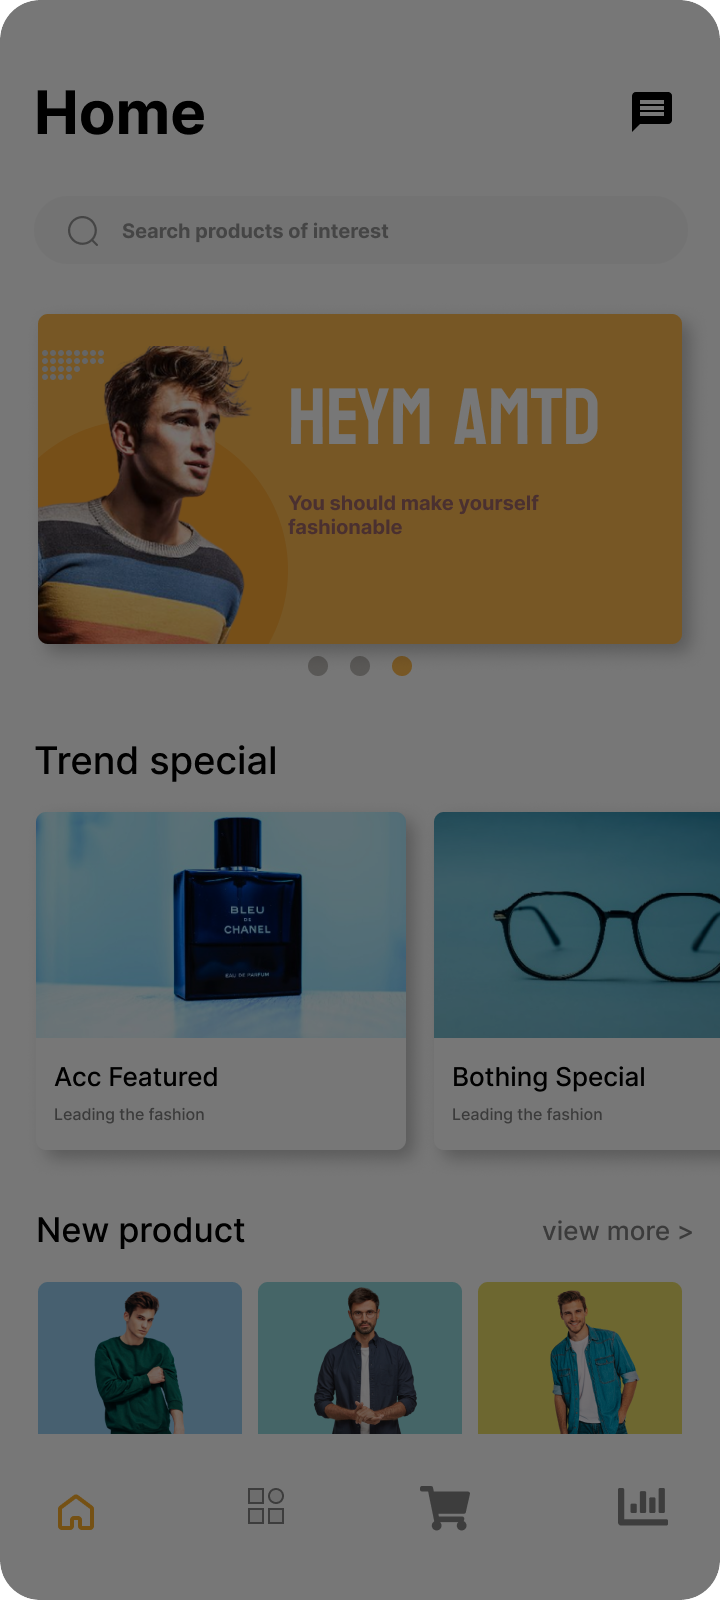 Home
Search products of interest
HEYM AMTD
You should make yourself
fashionable
Trend special
BLEU
DE
CHANEL
EAU DE PARFUM
Acc Featured
Leading the fashion
Bothing Special
Leading the fashion
New product
view more >